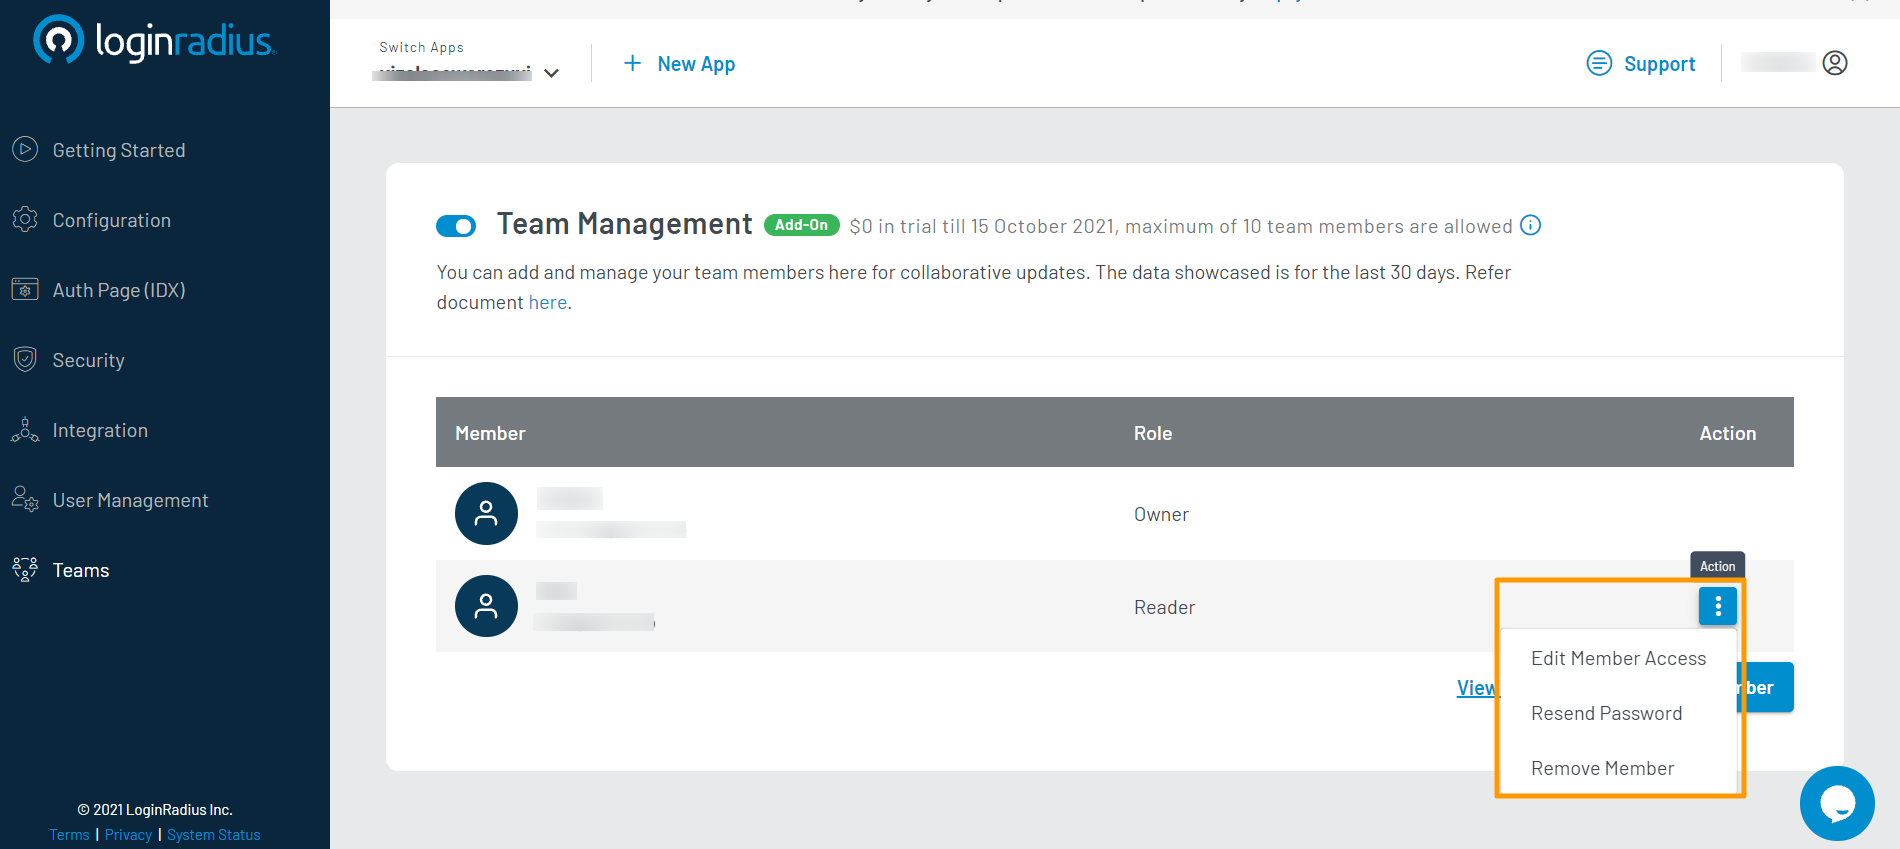 loginradius
Switch Apps
+ New App
Support
Getting Started
Configuration
Auth Page (IDX)
Security
Integration
User Management
Teams
© 2021 LoginRadius Inc.
Terms | Privacy | System Status
Team Management Add-On $0 in trial till 15 October 2021, maximum of 10 team members are allowed
You can add and manage your team members here for collaborative updates. The data showcased is for the last 30 days. Refer
document here.
Member Role Action
Owner
Action
Reader
Edit Member Access
View
Resend Password
Remove Member